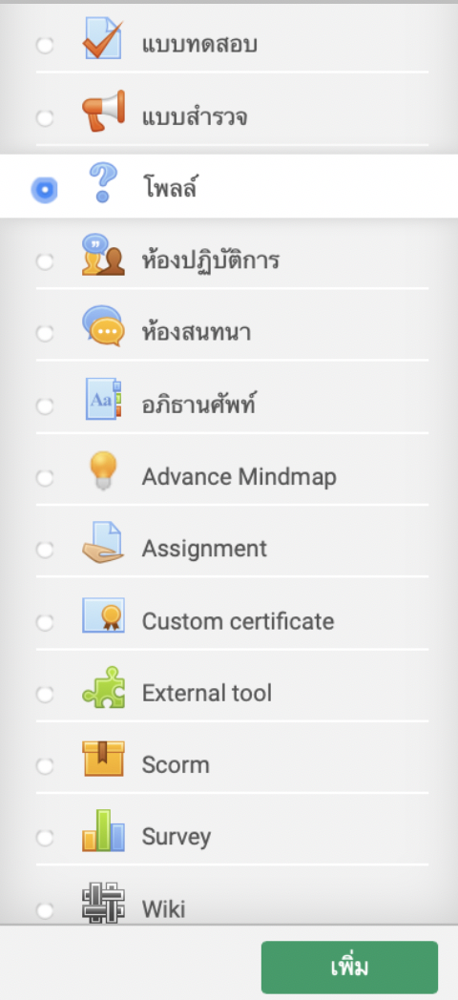 แบบทดสอบ
แบบสำรวจ
โพลล์
ห้องปฏิบัติการ
ห้องสนทนา
Aa
อภิธานศัพท์
Advance Mindmap
Assignment
Custom certificate
External tool
Scorm
Survey
Wiki
เพิ่ม